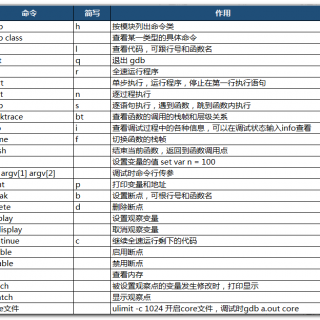 命令 简写 作用
h 按模块列出命令类
class 查看某一类型的具体命令
l 查看代码，可跟行号和函数名
t q 退出 gdb
r 全速运行程序
rt 单步执行，运行程序，停止在第一行执行语句
t n 逐过程执行
p s 逐语句执行，遇到函数，跳到函数内执行
cktrace bt 查看函数的调用的栈帧和层级关系
i 查看调试过程中的各种信息，可以在调试状态输入info查看
me f 切换函数的栈帧
sh 结束当前函数，返回到函数调用点
设置变量的值 set var n = 100
argv[1] argv[2] 调试时命令行传参
nt p 打印变量和地址
ak b 设置断点，可根行号和函数名
ete d 删除断点
play 设置观察变量
display 取消观察变量
tinue c 继续全速运行剩下的代码
able 启用断点
able 禁用断点
查看内存
tch 被设置观察点的变量发生修改时，打印显示
atch 显示观察点
e文件 ulimit -c 1024 开启core文件，调试时gdb a.out core